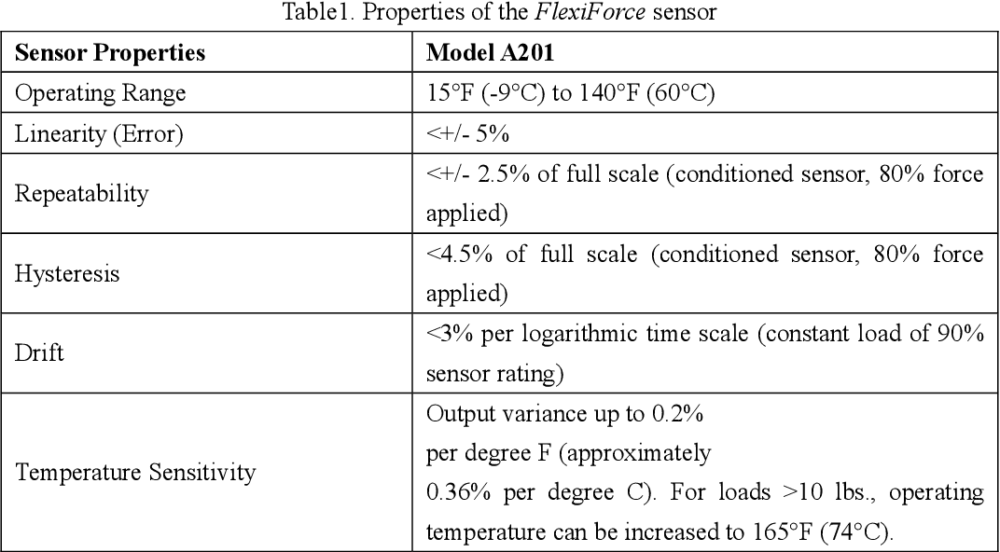 Table1. Properties of the FlexiForce sensor
Sensor Properties
Model A201
Operating Range
15°F (-9°C) to 140°F (60°C)
Linearity (Error)
<+/- 5%
Repeatability
<+/- 2.5% of full scale (conditioned sensor, 80% force
applied)
Hysteresis
<4.5% of full scale (conditioned sensor, 80% force
applied)
Drift
<3% per logarithmic time scale (constant load of 90%
sensor rating)
Temperature Sensitivity
Output variance up to 0.2%
per degree F (approximately
0.36% per degree C). For loads >10 lbs., operating
temperature can be increased to 165°F (74°C).